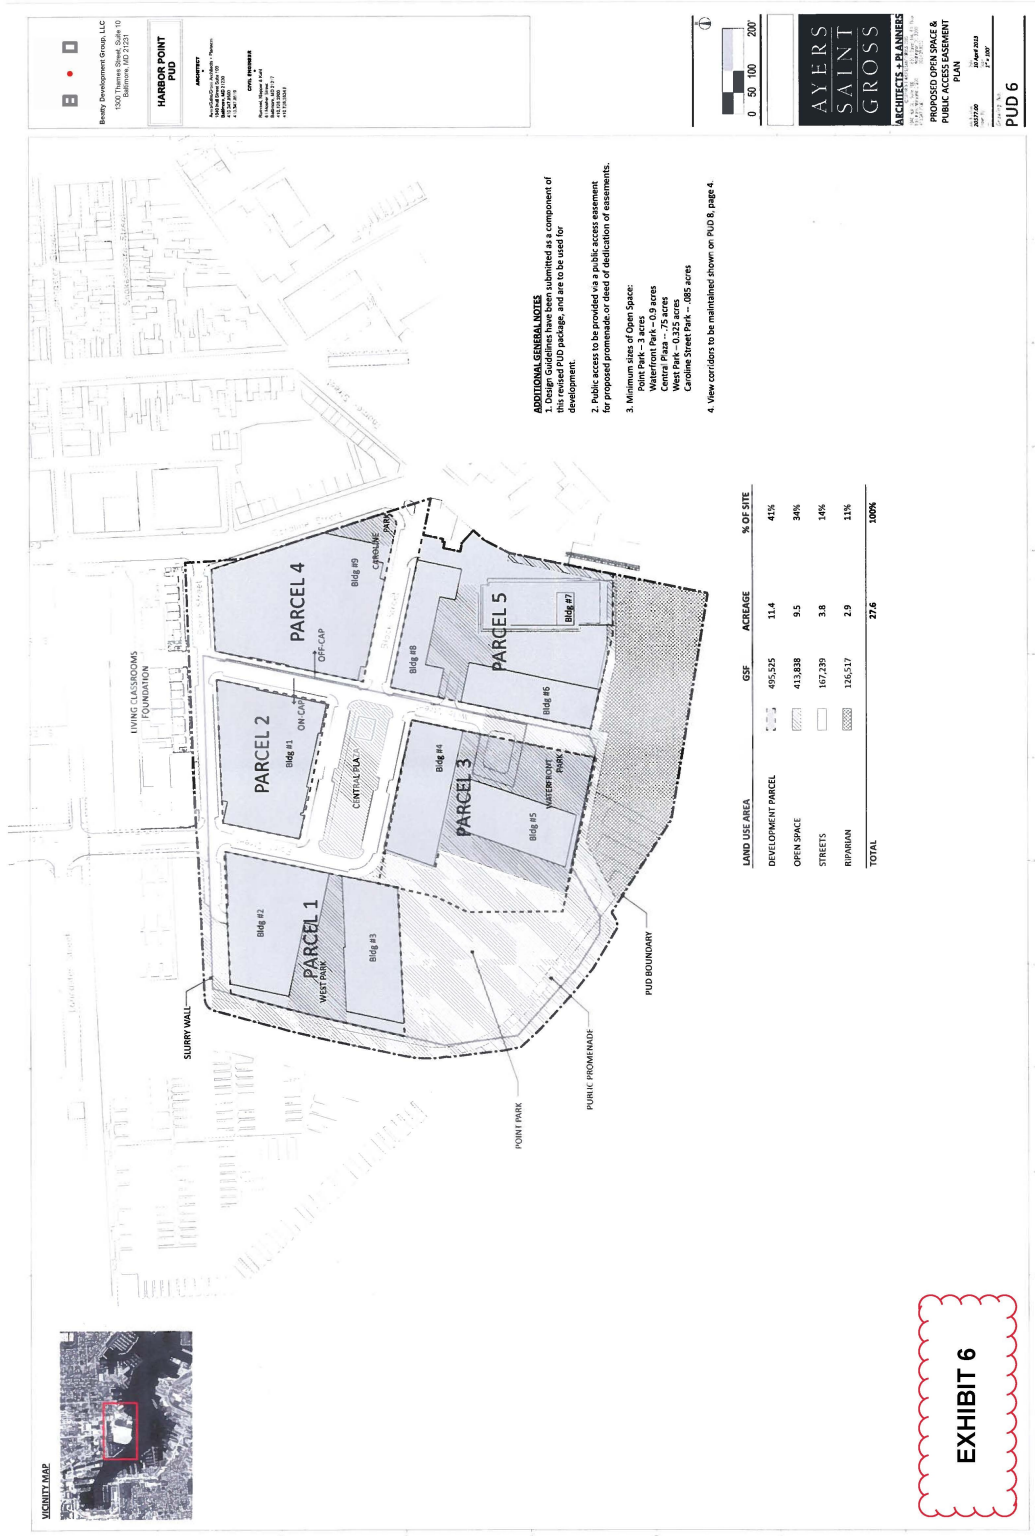 VICINITY MAP
EXHIBIT 6
SLURRY WALL
POINT PARK
PUBLIC PROMENADE
PUD BOUNDARY
LIVING CLASSROOMS
FOUNDATION
PARCEL 1
Bldg #2
WEST PARK
Bldg #3
PARCEL 2
Bldg #1
ON-CAP
OFF-CAP
CENTRAL PLAZA
PARCEL 3
Bldg #4
Bldg #5
WATERFRONT
PARK
PARCEL 4
Bldg #9
CAROLINE
PARK
PARCEL 5
Bldg #8
Bldg #7
Bldg #6
LAND USE AREA GSF ACREAGE % OF SITE
DEVELOPMENT PARCEL 495,525 11.4 41%
OPEN SPACE 413,838 9.5 34%
STREETS 167,239 3.8 14%
RIPARIAN 126,517 2.9 11%
TOTAL 27.6 100%
ADDITIONAL GENERAL NOTES
1. Design Guidelines have been submitted as a component of
this revised PUD package, and are to be used for
development.
2. Public access to be provided via a public access easement
for proposed promenade or deed of dedication of easements.
3. Minimum sizes of Open Space:
Point Park – 3 acres
Waterfront Park – 0.9 acres
Central Plaza -- .75 acres
West Park – 0.325 acres
Caroline Street Park -- .085 acres
4. View corridors to be maintained shown on PUD 8, page 4.
Beatty Development Group, LLC
1300 Thames Street, Suite 10
Baltimore, MD 21231
HARBOR POINT
PUD
ARCHITECT
CIVIL ENGINEER
0 50 100 200'
AYERS
SAINT
GROSS
ARCHITECTS + PLANNERS
PROPOSED OPEN SPACE &
PUBLIC ACCESS EASEMENT
PLAN
10 April 2013
1" = 100'
PUD 6